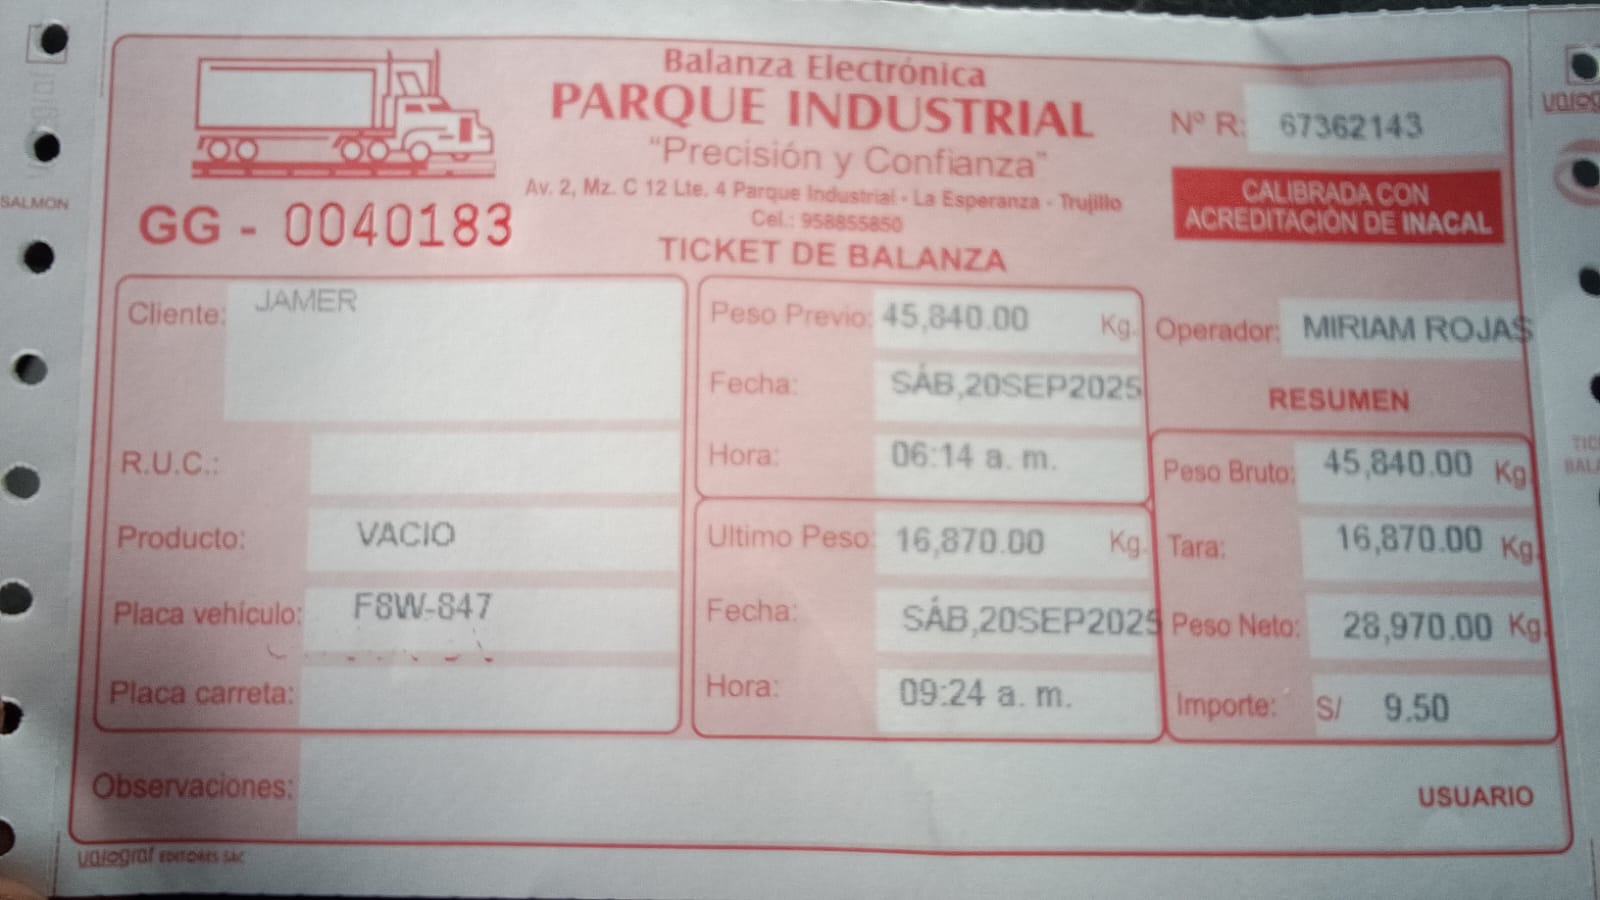 Balanza Electrónica
PARQUE INDUSTRIAL
"Precisión y Confianza"
Av. 2, Mz. C 12 Lte. 4 Parque Industrial - La Esperanza - Trujillo
Cel.: 958855850
TICKET DE BALANZA
GG - 0040183
Nº R: 67362143
CALIBRADA CON
ACREDITACIÓN DE INACAL
SALMON
Cliente: JAMER
R.U.C.:
Producto: VACIO
Placa vehículo: F8W-847
Placa carreta:
Peso Previo: 45,840.00 Kg.
Fecha: SÁB,20SEP2025
Hora: 06:14 a. m.
Ultimo Peso: 16,870.00 Kg.
Fecha: SÁB,20SEP2025
Hora: 09:24 a. m.
Operador: MIRIAM ROJAS
RESUMEN
Peso Bruto: 45,840.00 Kg.
Tara: 16,870.00 Kg.
Peso Neto: 28,970.00 Kg.
Importe: S/ 9.50
Observaciones:
USUARIO
valograf EDITORES SAC